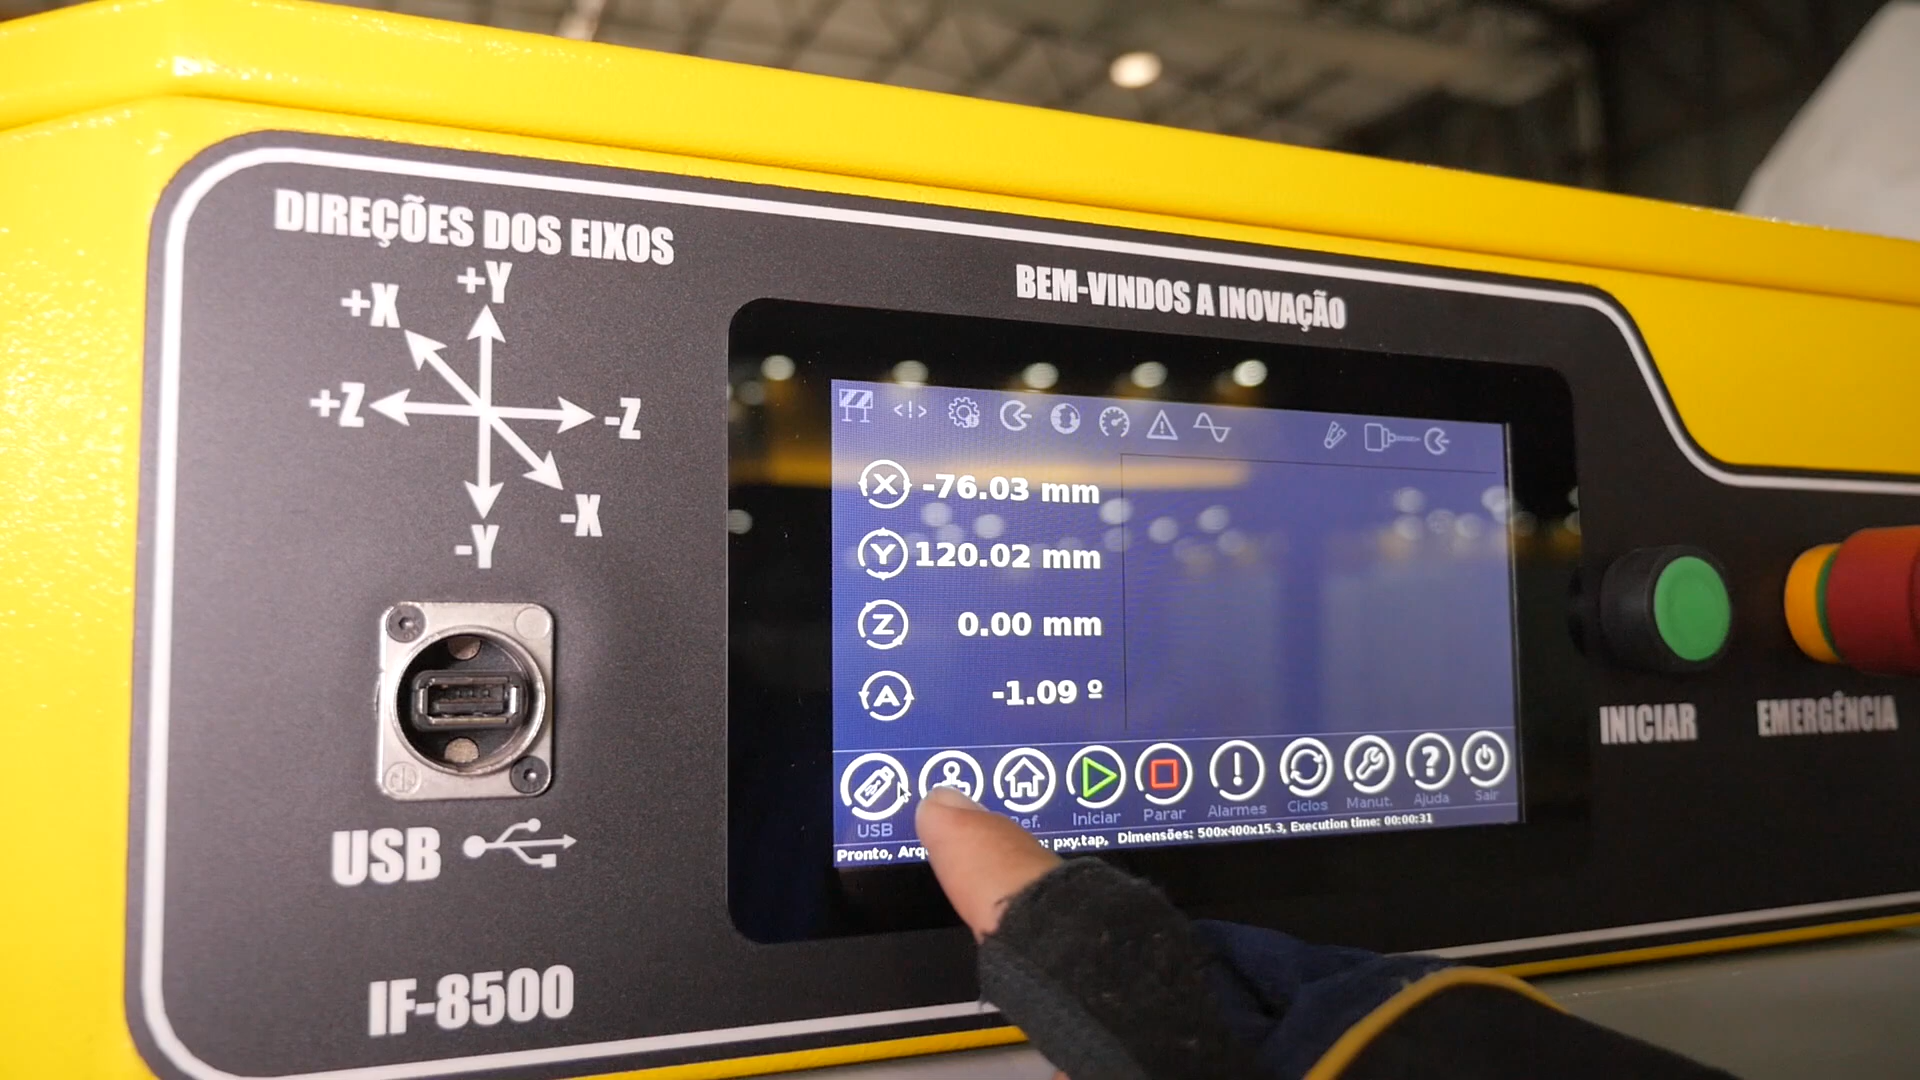 DIREÇÕES DOS EIXOS
+Y
+X
+Z
-Z
-X
-Y
USB
IF-8500
BEM-VINDOS A INOVAÇÃO
X -76.03 mm
Y 120.02 mm
Z 0.00 mm
A -1.09 º
USB
Ref.
Iniciar
Parar
Alarmes
Ciclos
Manut.
Ajuda
Sair
Pronto, : pxy.tap, Dimensões: 500x400x15.3, Execution time: 00:00:31
INICIAR
EMERGÊNCIA